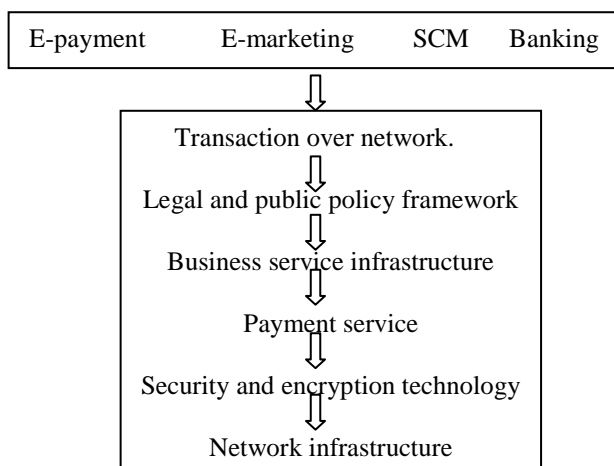 E-payment E-marketing SCM Banking
Transaction over network.
Legal and public policy framework
Business service infrastructure
Payment service
Security and encryption technology
Network infrastructure